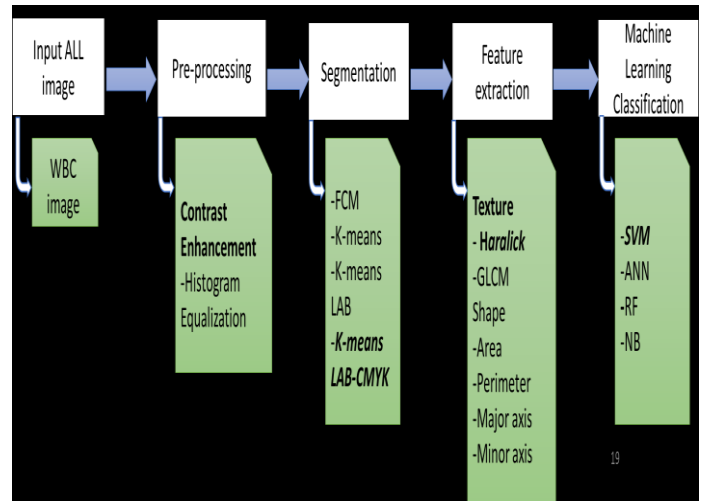 Input ALL
image
Pre-processing
Segmentation
Feature
extraction
Machine
Learning
Classification
WBC
image
Contrast
Enhancement
-Histogram
Equalization
-FCM
-K-means
-K-means
LAB
-K-means
LAB-CMYK
Texture
- Haralick
-GLCM
Shape
-Area
-Perimeter
-Major axis
-Minor axis
-SVM
-ANN
-RF
-NB
19